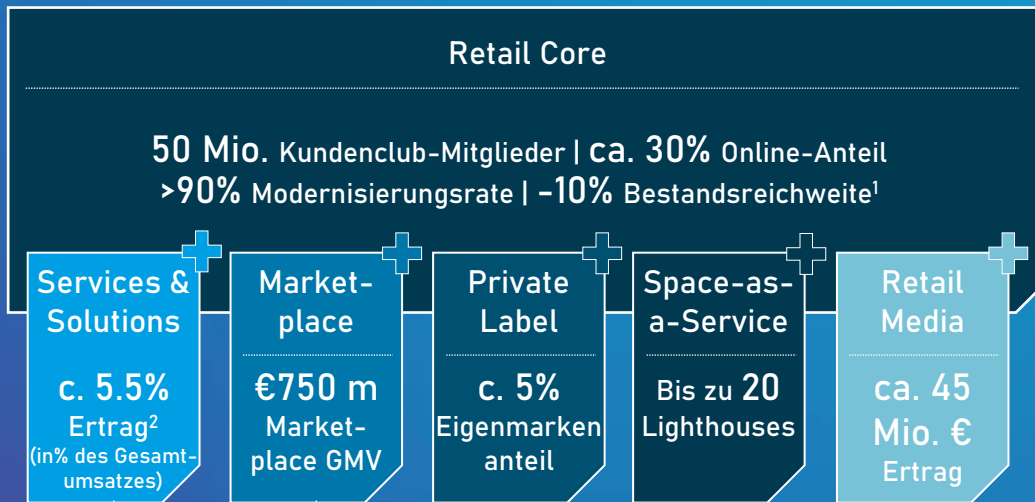 Retail Core
50 Mio. Kundenclub-Mitglieder | ca. 30% Online-Anteil
>90% Modernisierungsrate | -10% Bestandsreichweite¹
Services &
Solutions
c. 5.5%
Ertrag²
(in% des Gesamt-
umsatzes)
Market-
place
€750 m
Market-
place GMV
Private
Label
c. 5%
Eigenmarken
anteil
Space-as-
a-Service
Bis zu 20
Lighthouses
Retail
Media
ca. 45
Mio. €
Ertrag